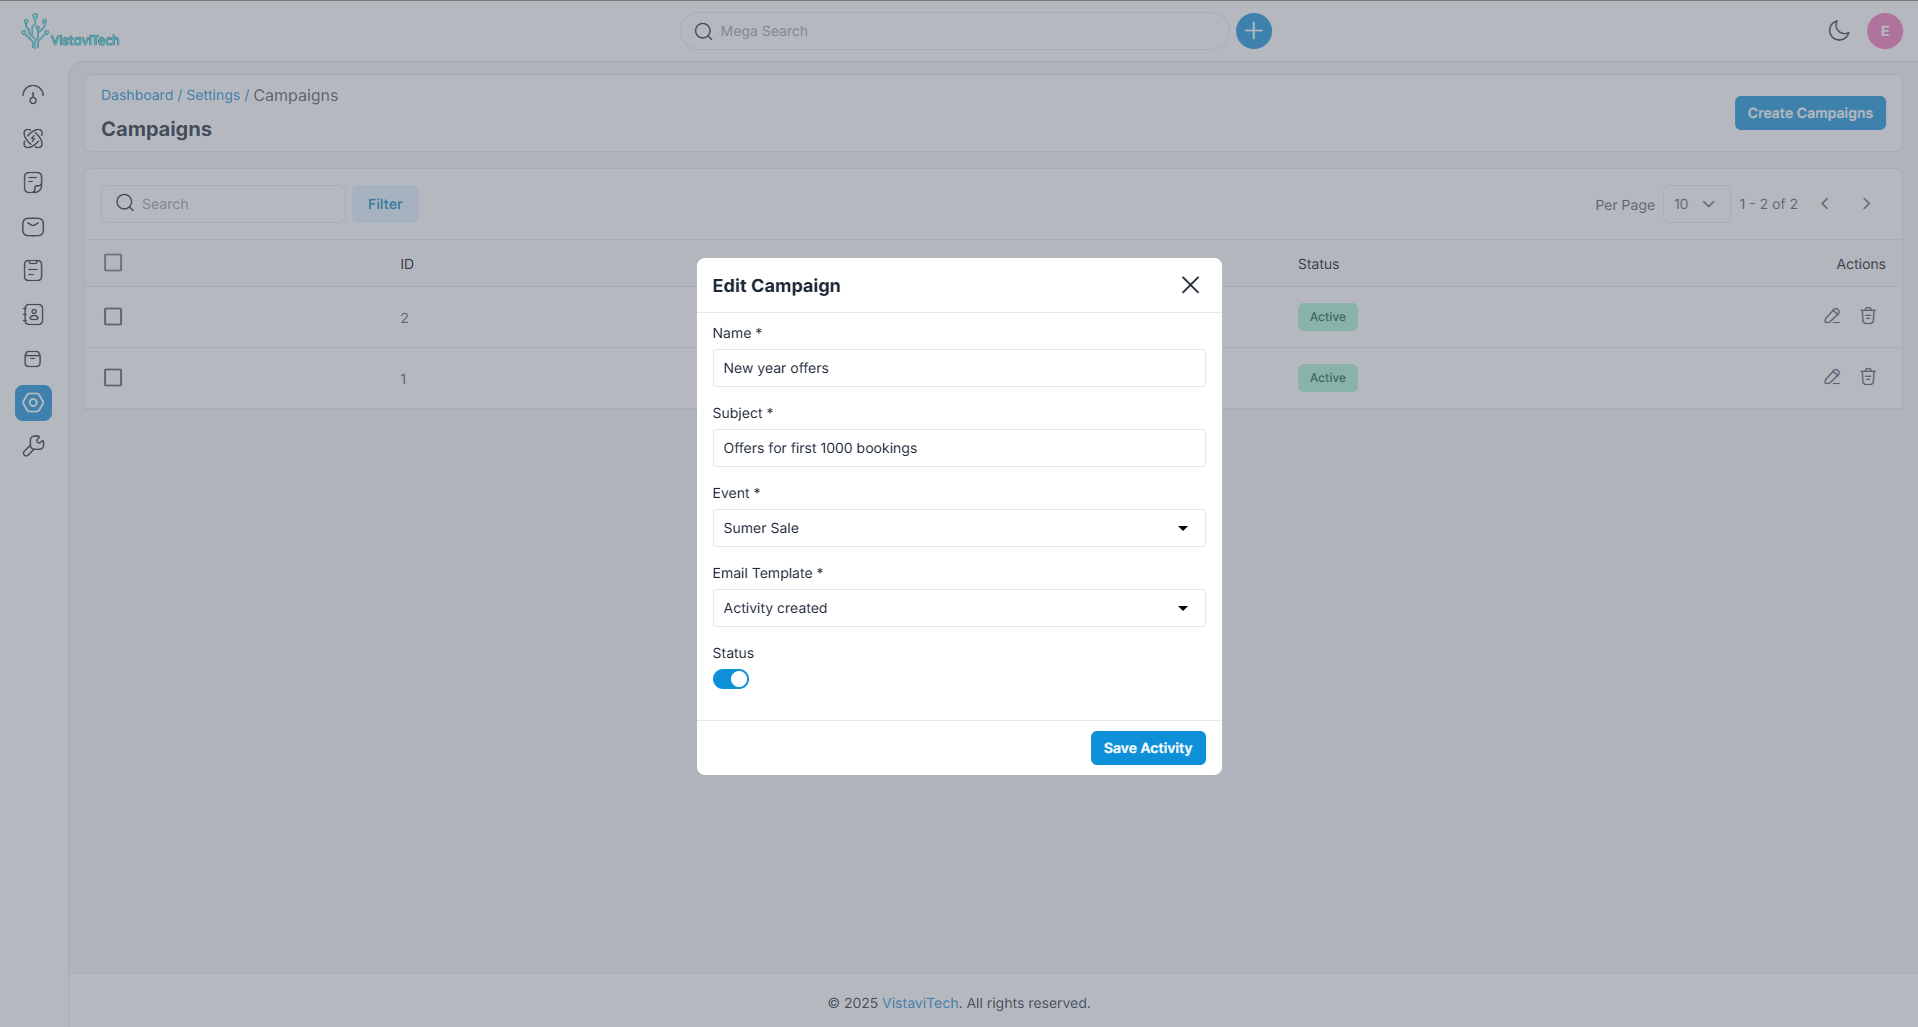 VistaviTech
Mega Search
E
Dashboard / Settings / Campaigns
Campaigns
Create Campaigns
Search
Filter
Per Page
10
1 - 2 of 2
ID
Status
Actions
2
Active
1
Active
Edit Campaign
Name *
New year offers
Subject *
Offers for first 1000 bookings
Event *
Sumer Sale
Email Template *
Activity created
Status
Save Activity
© 2025 VistaviTech. All rights reserved.